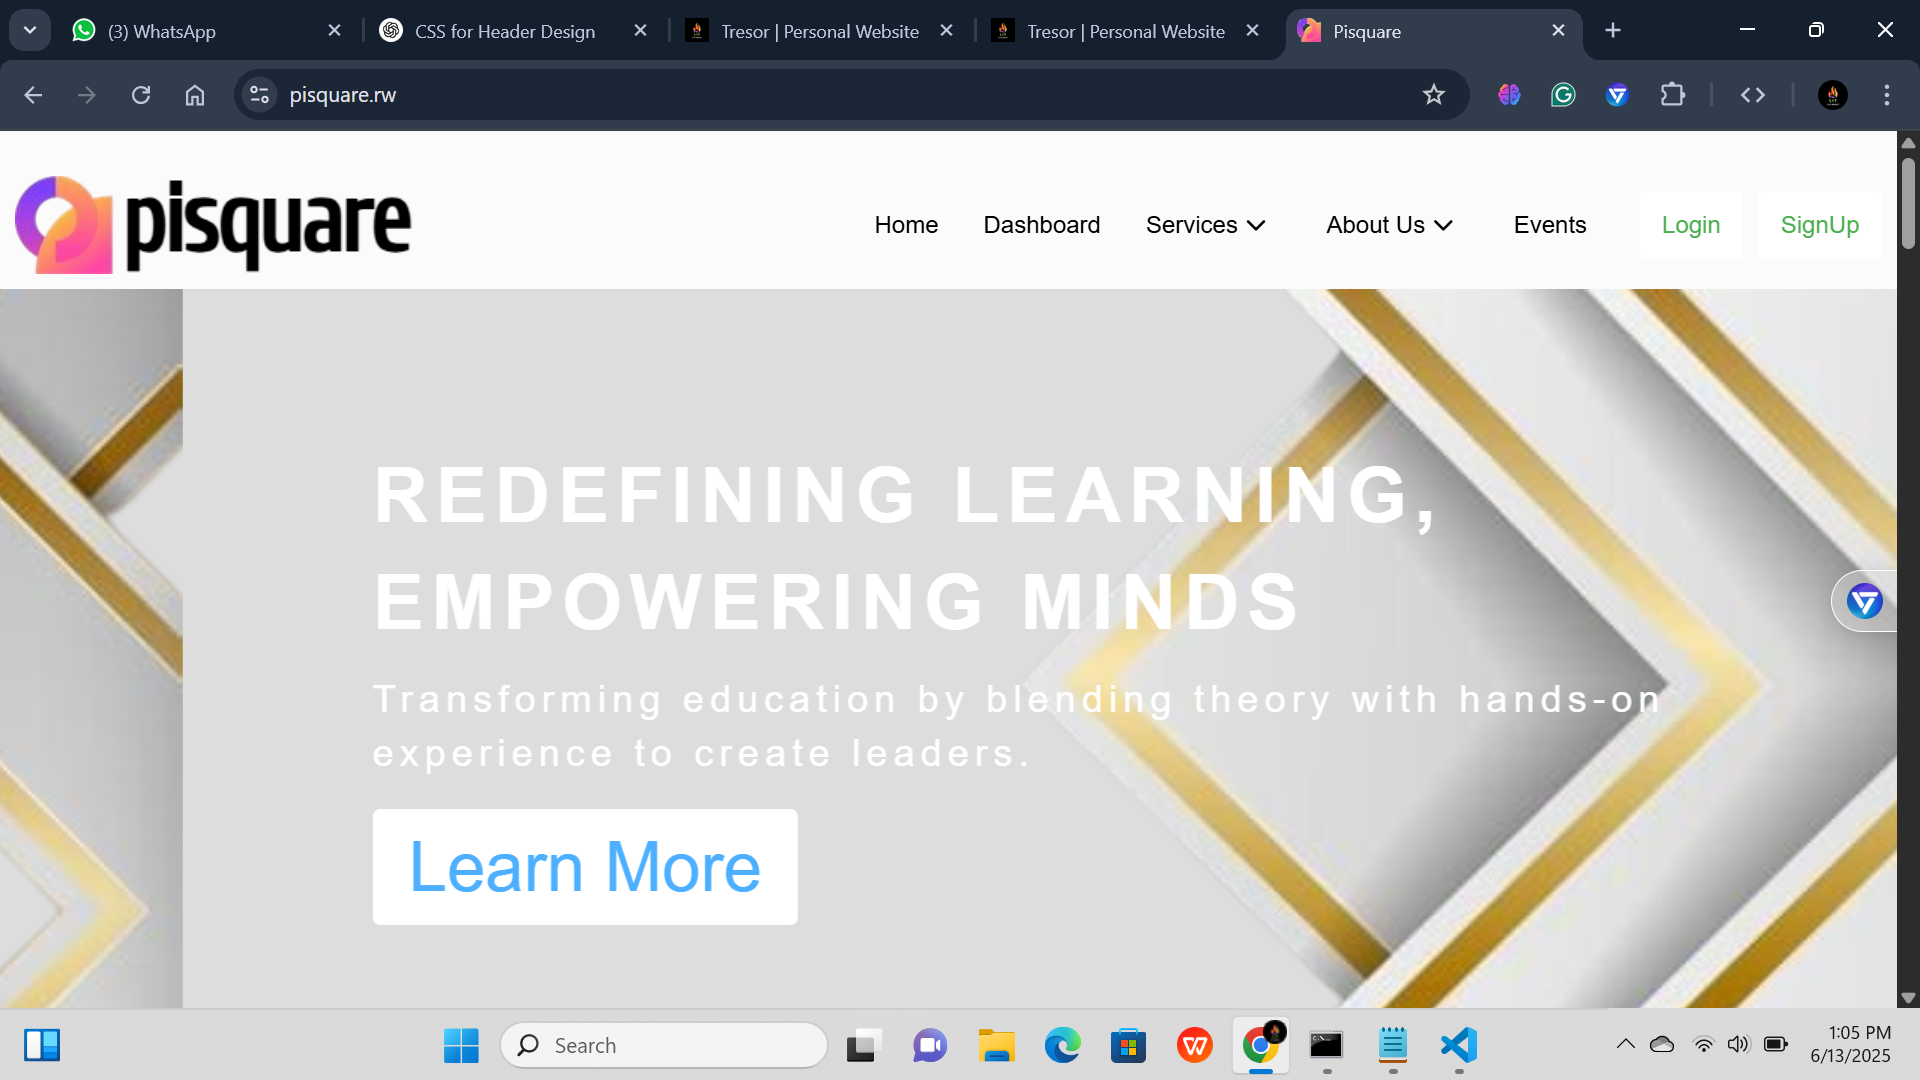 (3) WhatsApp
CSS for Header Design
Tresor | Personal Website
Tresor | Personal Website
Pisquare
pisquare.rw
pisquare
Home
Dashboard
Services
About Us
Events
Login
SignUp
REDEFINING LEARNING,
EMPOWERING MINDS
Transforming education by blending theory with hands-on
experience to create leaders.
Learn More
Search
1:05 PM
6/13/2025